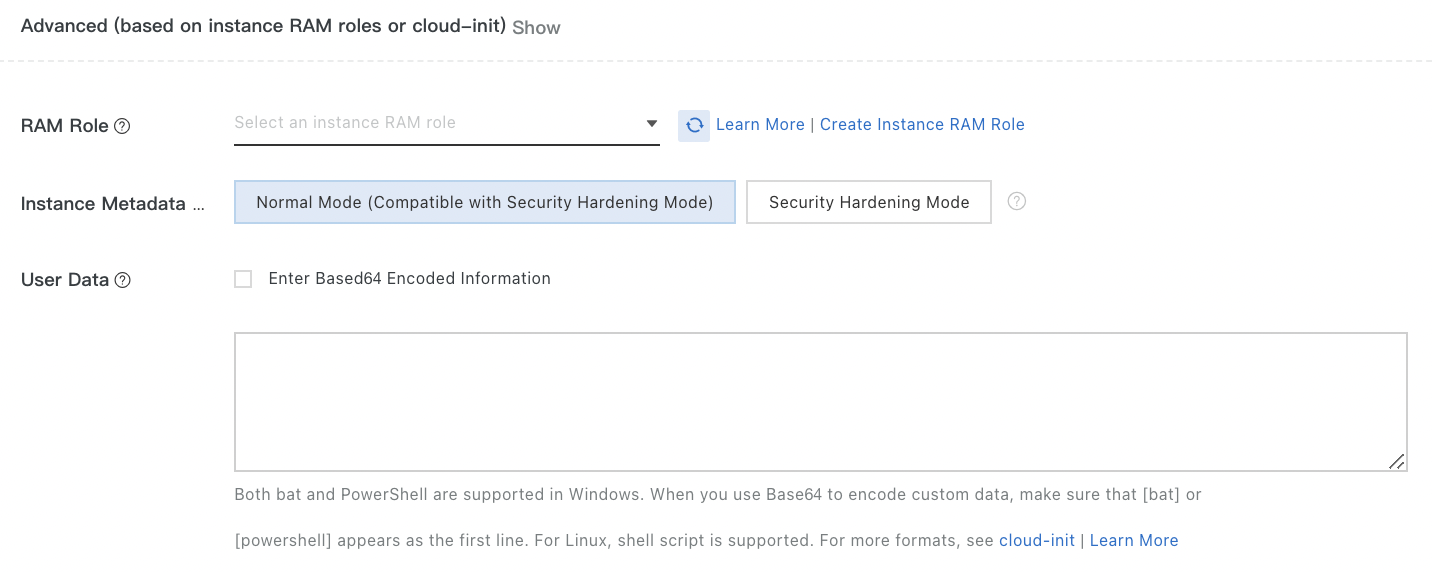 Advanced (based on instance RAM roles or cloud-init) Show
RAM Role ?
Select an instance RAM role
Learn More | Create Instance RAM Role
Instance Metadata ...
Normal Mode (Compatible with Security Hardening Mode)
Security Hardening Mode
?
User Data ?
Enter Based64 Encoded Information
Both bat and PowerShell are supported in Windows. When you use Base64 to encode custom data, make sure that [bat] or
[powershell] appears as the first line. For Linux, shell script is supported. For more formats, see cloud-init | Learn More